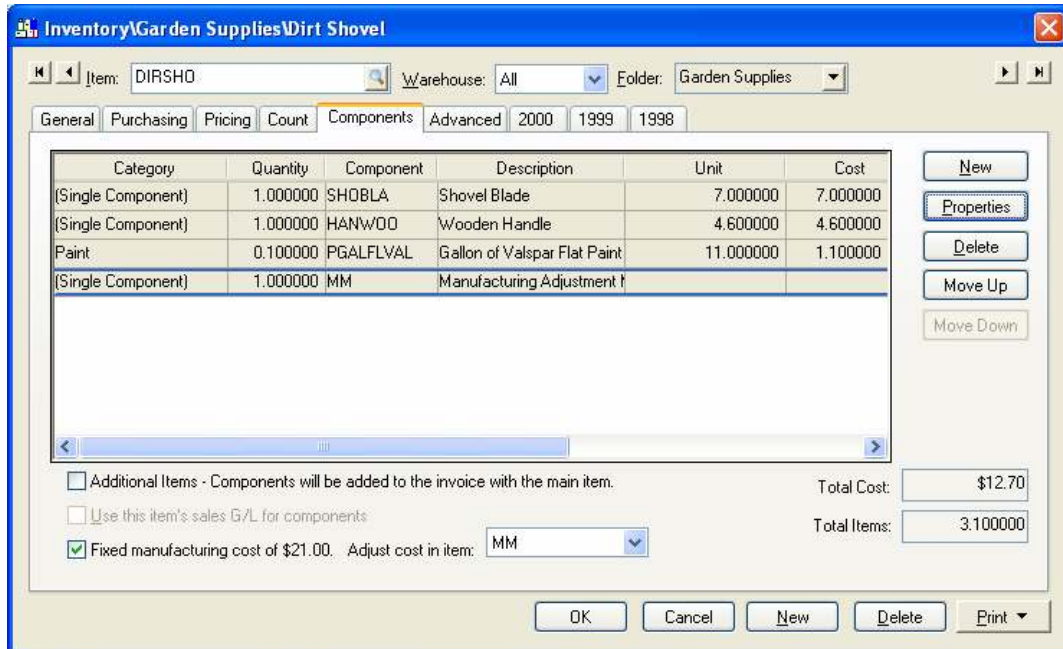 Inventory\Garden Supplies\Dirt Shovel
Item: DIRSHO Warehouse: All Folder: Garden Supplies
General Purchasing Pricing Count Components Advanced 2000 1999 1998
Category Quantity Component Description Unit Cost
(Single Component) 1.000000 SHOBLA Shovel Blade 7.000000 7.000000
(Single Component) 1.000000 HANWOO Wooden Handle 4.600000 4.600000
Paint 0.100000 PGALFLVAL Gallon of Valspar Flat Paint 11.000000 1.100000
(Single Component) 1.000000 MM Manufacturing Adjustment
New
Properties
Delete
Move Up
Move Down
Additional Items - Components will be added to the invoice with the main item.
Use this item's sales G/L for components
Fixed manufacturing cost of $21.00. Adjust cost in item: MM
Total Cost: $12.70
Total Items: 3.100000
OK Cancel New Delete Print